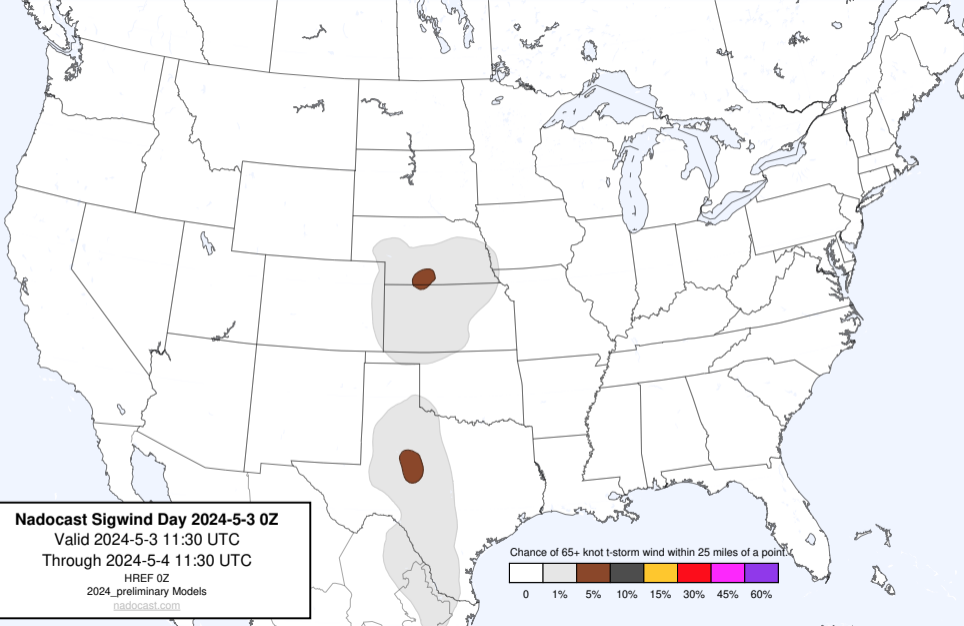 Nadocast Sigwind Day 2024-5-3 0Z
Valid 2024-5-3 11:30 UTC
Through 2024-5-4 11:30 UTC
HREF 0Z
2024_preliminary Models
nadocast.com
Chance of 65+ knot t-storm wind within 25 miles of a point.
0 1% 5% 10% 15% 30% 45% 60%